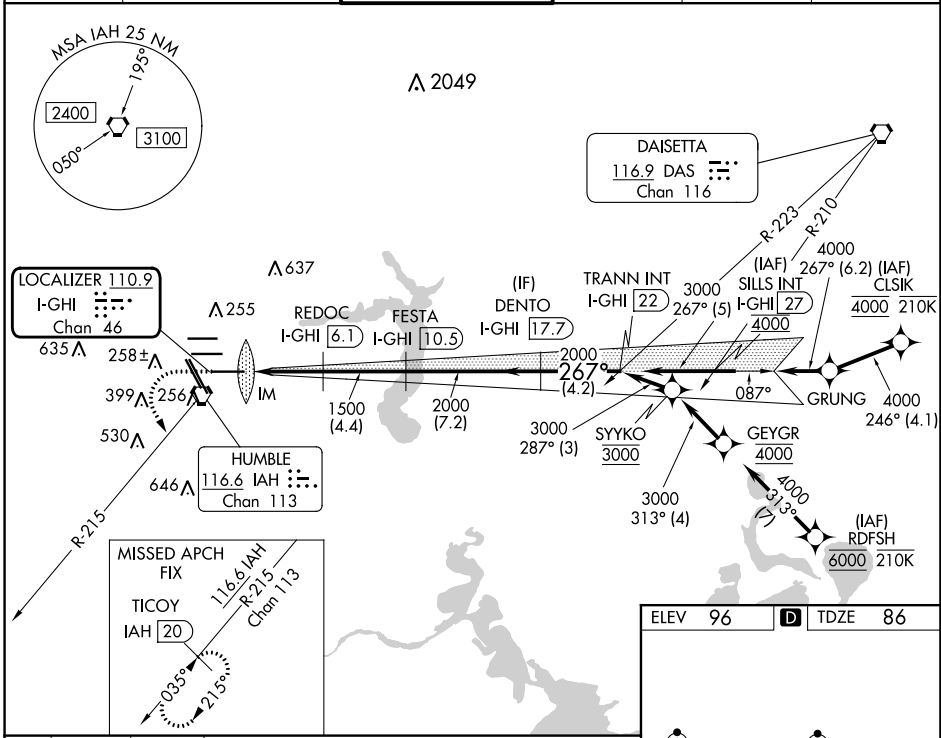 MSA IAH 25 NM
195°
2400
3100
050°
2049
DAISETTA
116.9 DAS
Chan 116
R-223
R-210
LOCALIZER 110.9
I-GHI
Chan 46
637
255
635
258±
399
256
530
646
IM
REDOC
I-GHI 6.1
FESTA
I-GHI 10.5
(IF)
DENTO
I-GHI 17.7
TRANN INT
I-GHI 22
3000
267° (5)
(IAF)
SILLS INT
I-GHI 27
4000
4000
267° (6.2)
(IAF)
CLSIK
4000 210K
2000
267°
(4.2)
087°
GRUNG
4000
246° (4.1)
1500
(4.4)
2000
(7.2)
3000
287° (3)
SYYKO
3000
GEYGR
4000
3000
313° (4)
4000
313°
(7)
(IAF)
RDFSH
6000 210K
HUMBLE
116.6 IAH
Chan 113
R-215
MISSED APCH
FIX
TICOY
IAH 20
116.6 IAH
R-215
Chan 113
035°
215°
ELEV 96 D TDZE 86